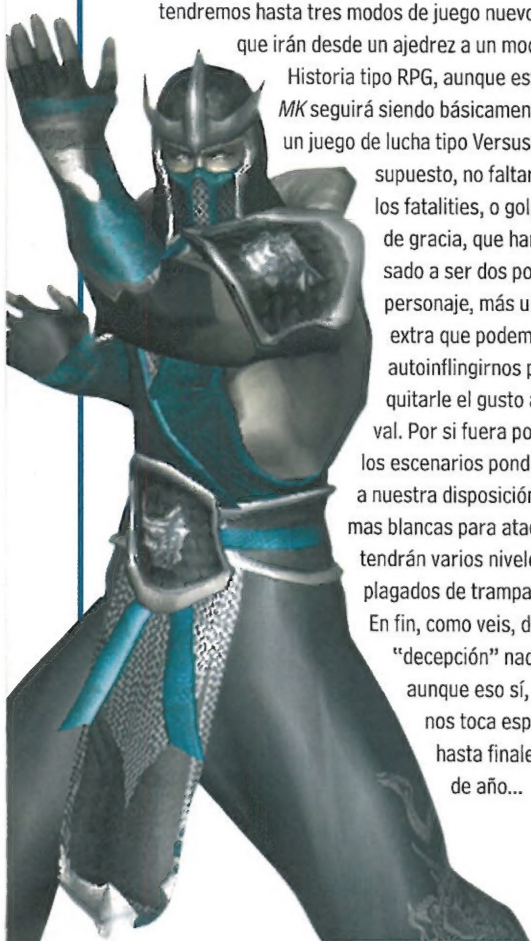 tendremos hasta tres modos de juego nuevo
que irán desde un ajedrez a un mod
Historia tipo RPG, aunque es
MK seguirá siendo básicamen
un juego de lucha tipo Versus
supuesto, no faltar
los fatalities, o gol
de gracia, que han
sado a ser dos po
personaje, más u
extra que podem
autoinflingirnos p
quitarle el gusto a
val. Por si fuera po
los escenarios pond
a nuestra disposición
mas blancas para atac
tendrán varios nivele
plagados de trampa
En fin, como veis, d
"decepción" nad
aunque eso sí,
nos toca esp
hasta finale
de año...